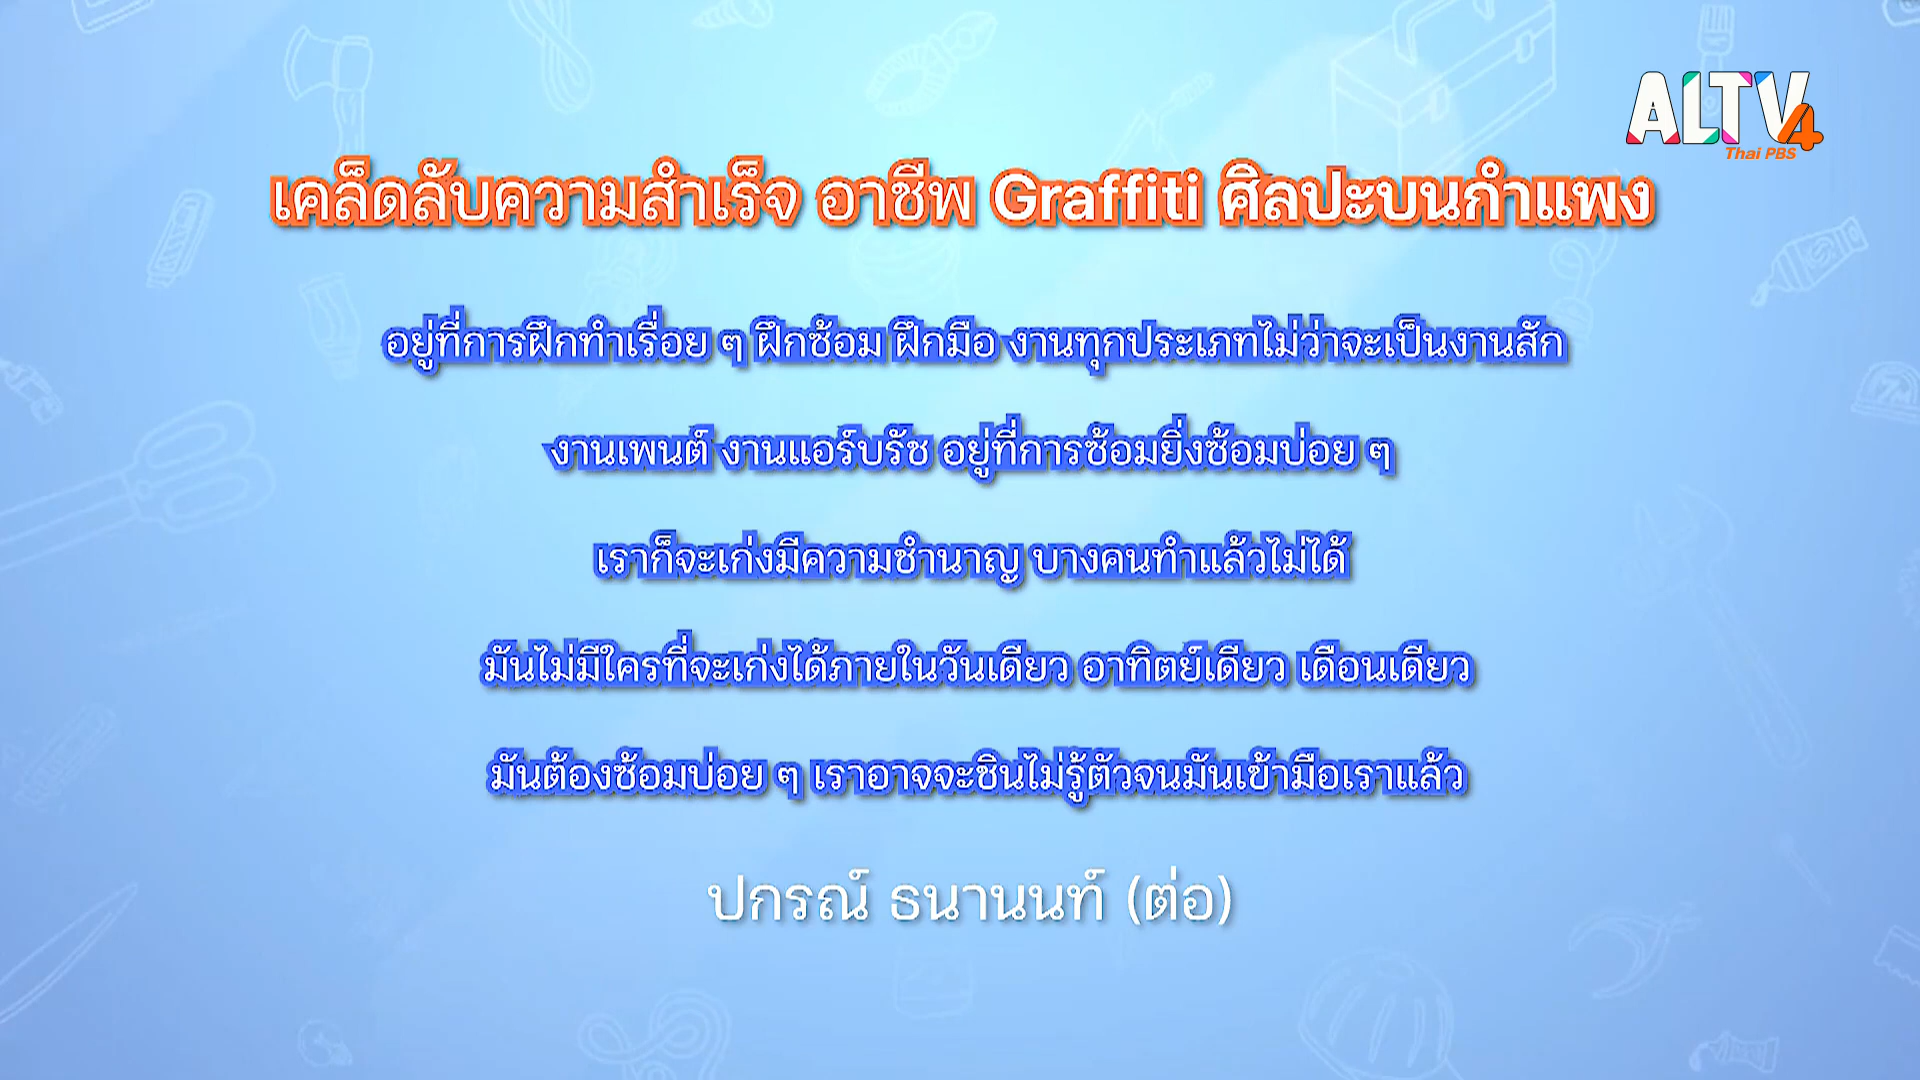 ALTV4
Thai PBS
เคล็ดลับความสำเร็จ อาชีพ Graffiti ศิลปะบนกำแพง
อยู่ที่การฝึกทำเรื่อย ๆ ฝึกซ้อม ฝึกมือ งานทุกประเภทไม่ว่าจะเป็นงานสัก
งานเพนต์ งานแอร์บรัช อยู่ที่การซ้อมยิ่งซ้อมบ่อย ๆ
เราก็จะเก่งมีความชำนาญ บางคนทำแล้วไม่ได้
มันไม่มีใครที่จะเก่งได้ภายในวันเดียว อาทิตย์เดียว เดือนเดียว
มันต้องซ้อมบ่อย ๆ เราอาจจะชินไม่รู้ตัวจนมันเข้ามือเราแล้ว
ปกรณ์ ธนานนท์ (ต่อ)